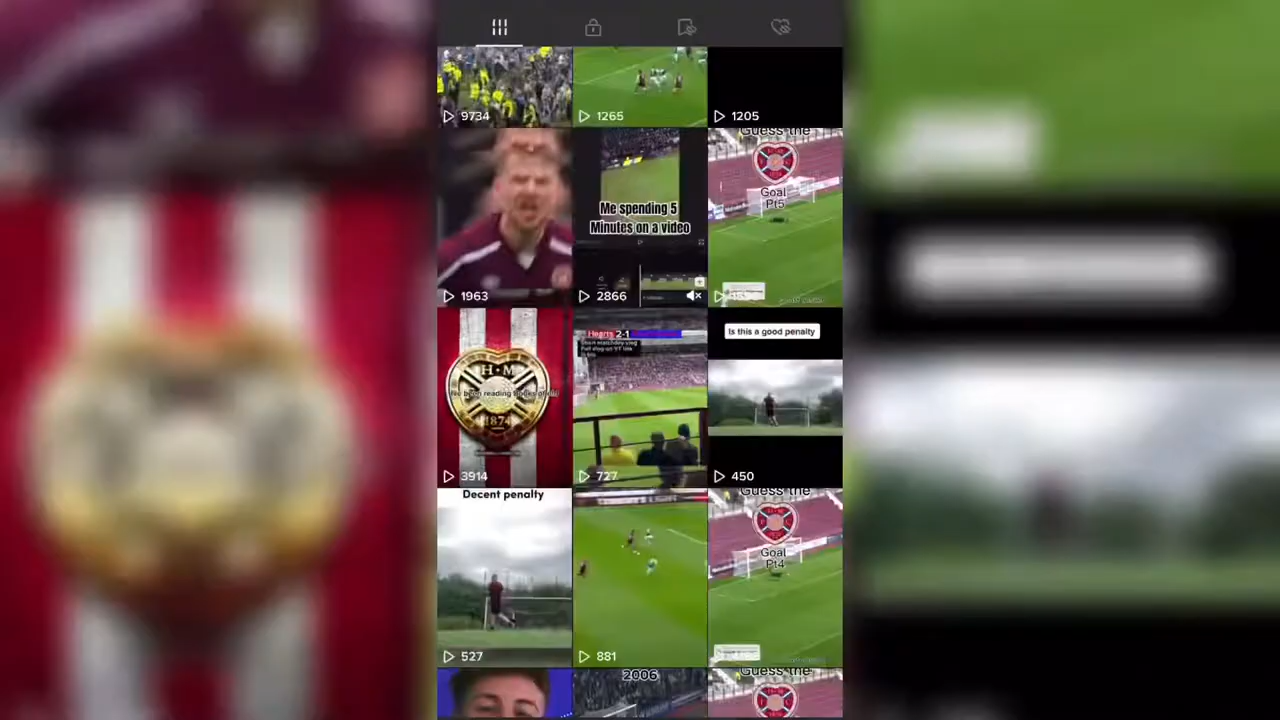 9734
1265
1205
1963
Me spending 5
Minutes on a video
2866
Guess the
Goal
Pt5
H M
1874
3914
Hearts 2-1
727
Is this a good penalty
450
Decent penalty
527
881
Guess the
Goal
Pt4
2006
Guess the